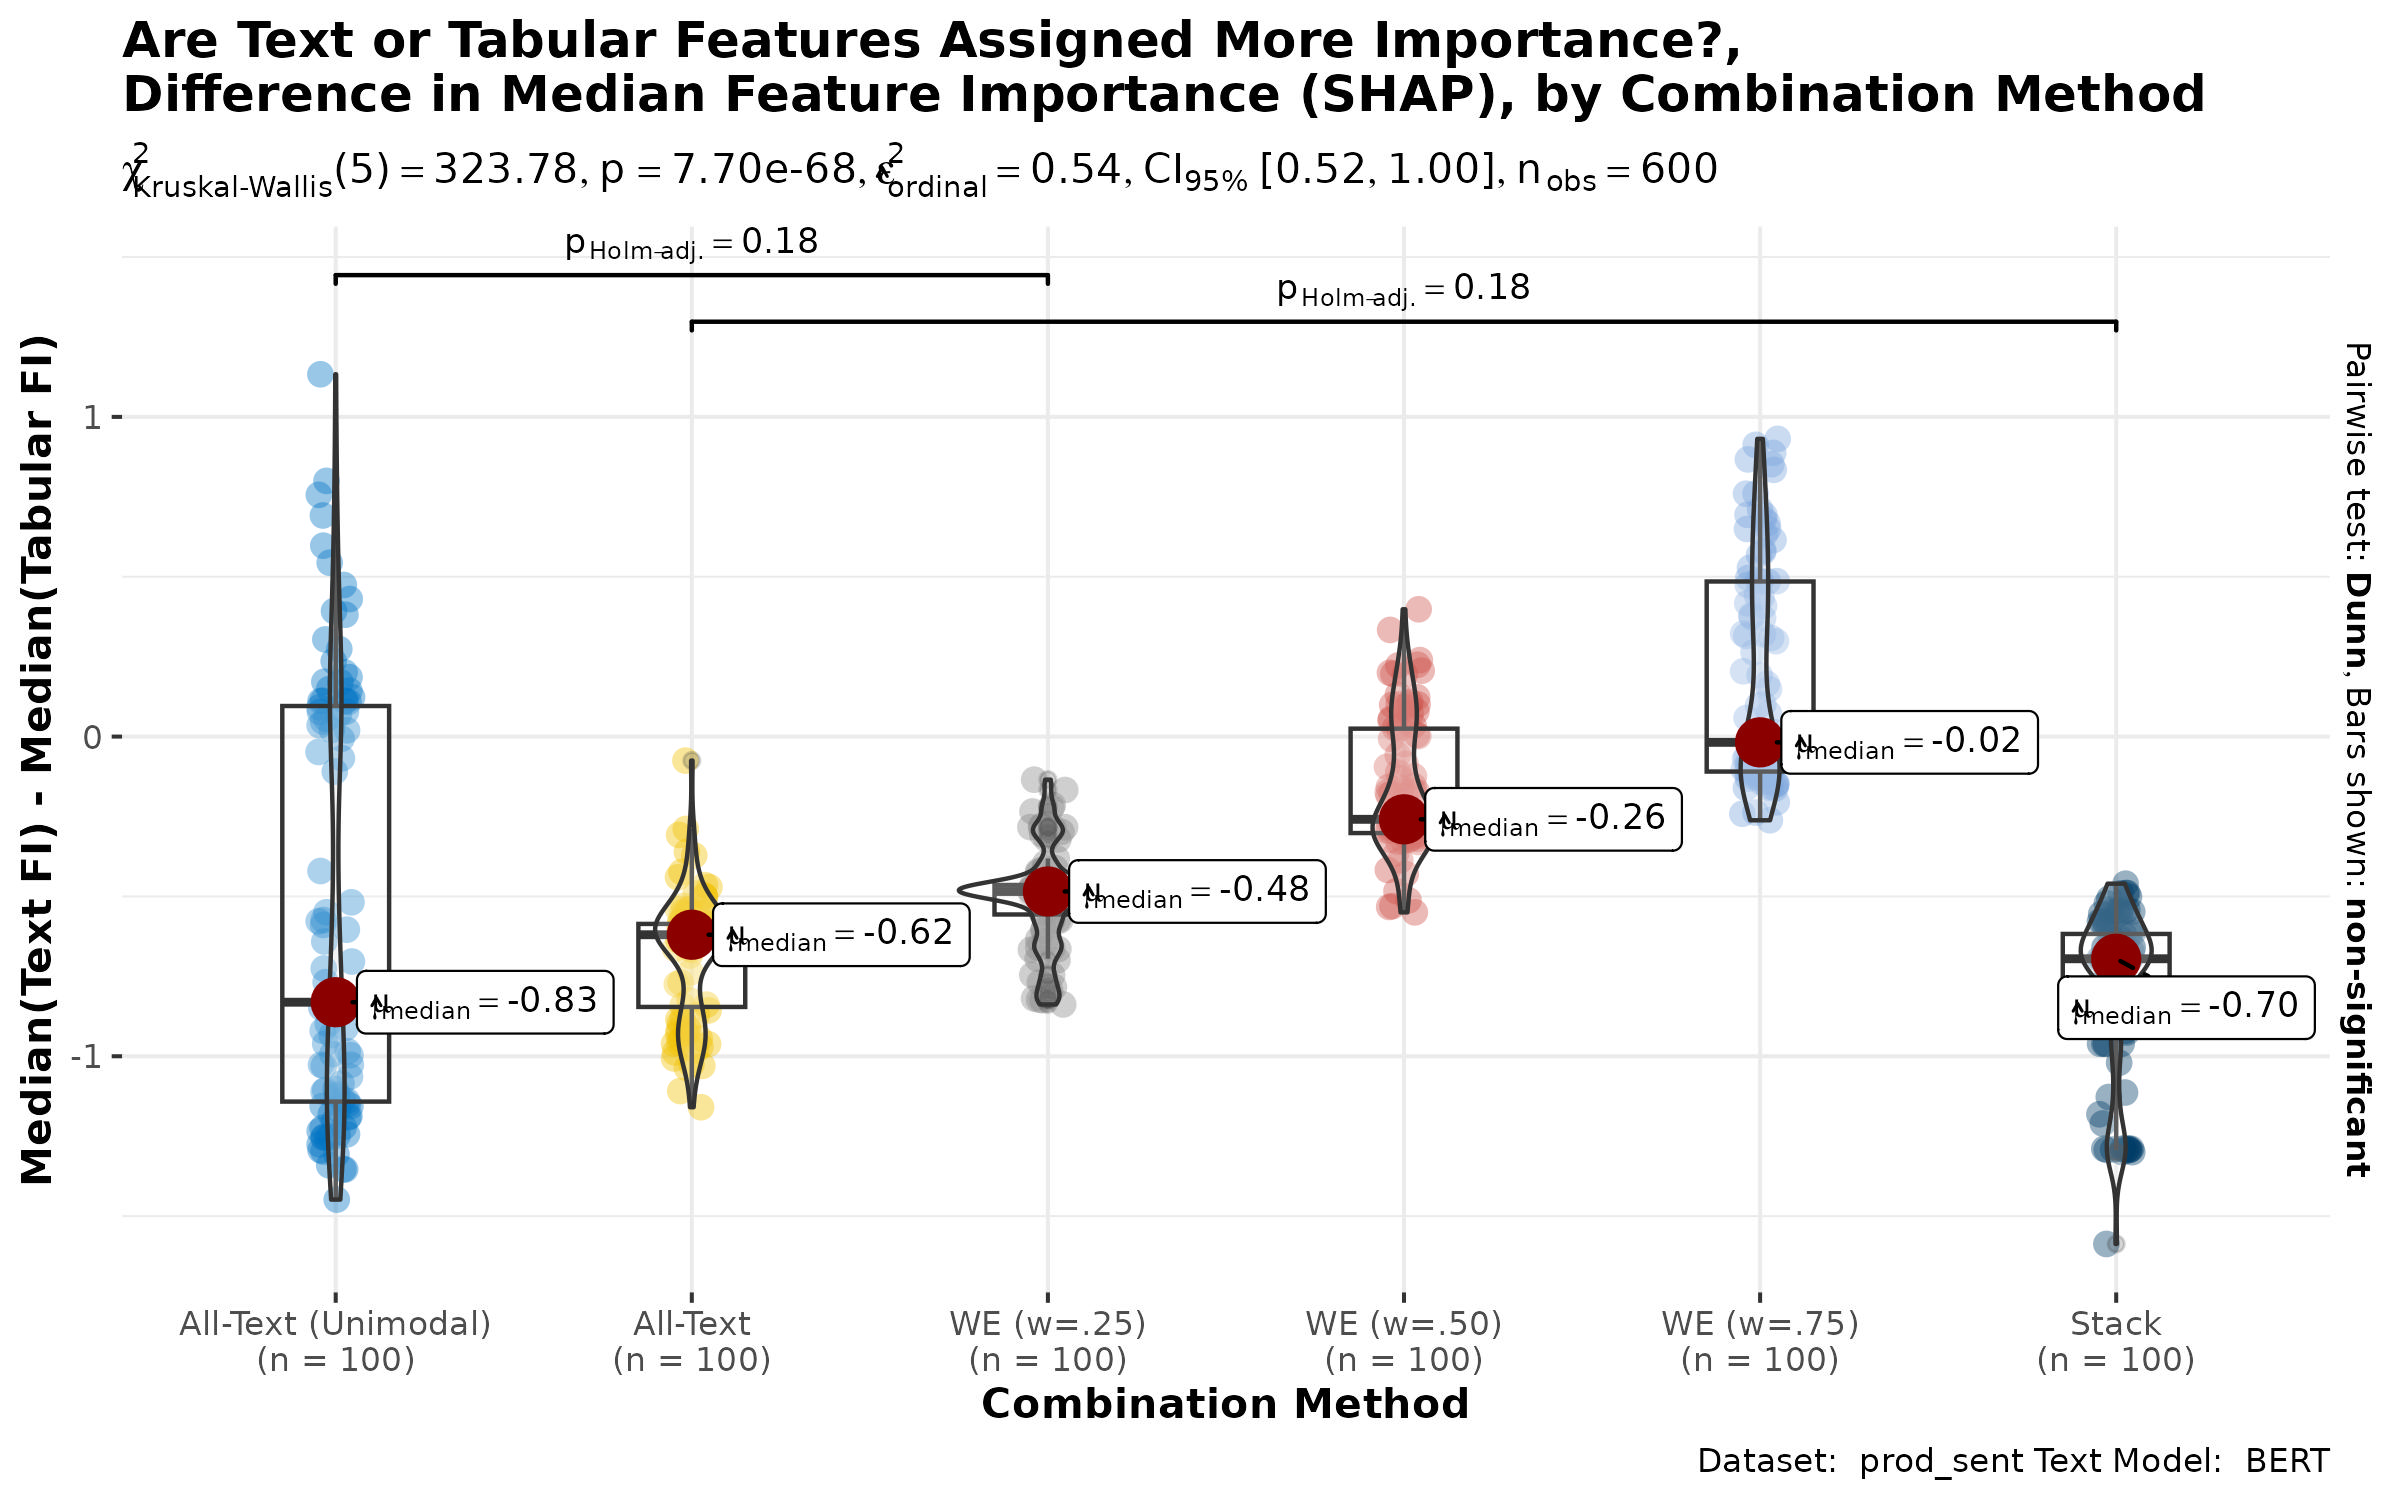 Are Text or Tabular Features Assigned More Importance?,
Difference in Median Feature Importance (SHAP), by Combination Method
χ²Kruskal-Wallis(5) = 323.78, p = 7.70e-68, ε̂²ordinal = 0.54, CI95% [0.52, 1.00], nobs = 600
pHolm-adj. = 0.18
pHolm-adj. = 0.18
Median(Text FI) - Median(Tabular FI)
1
0
-1
μ̂median = -0.83
μ̂median = -0.62
μ̂median = -0.48
μ̂median = -0.26
μ̂median = -0.02
μ̂median = -0.70
Pairwise test: Dunn, Bars shown: non-significant
All-Text (Unimodal)
(n = 100)
All-Text
(n = 100)
WE (w=.25)
(n = 100)
WE (w=.50)
(n = 100)
WE (w=.75)
(n = 100)
Stack
(n = 100)
Combination Method
Dataset:  prod_sent Text Model:  BERT